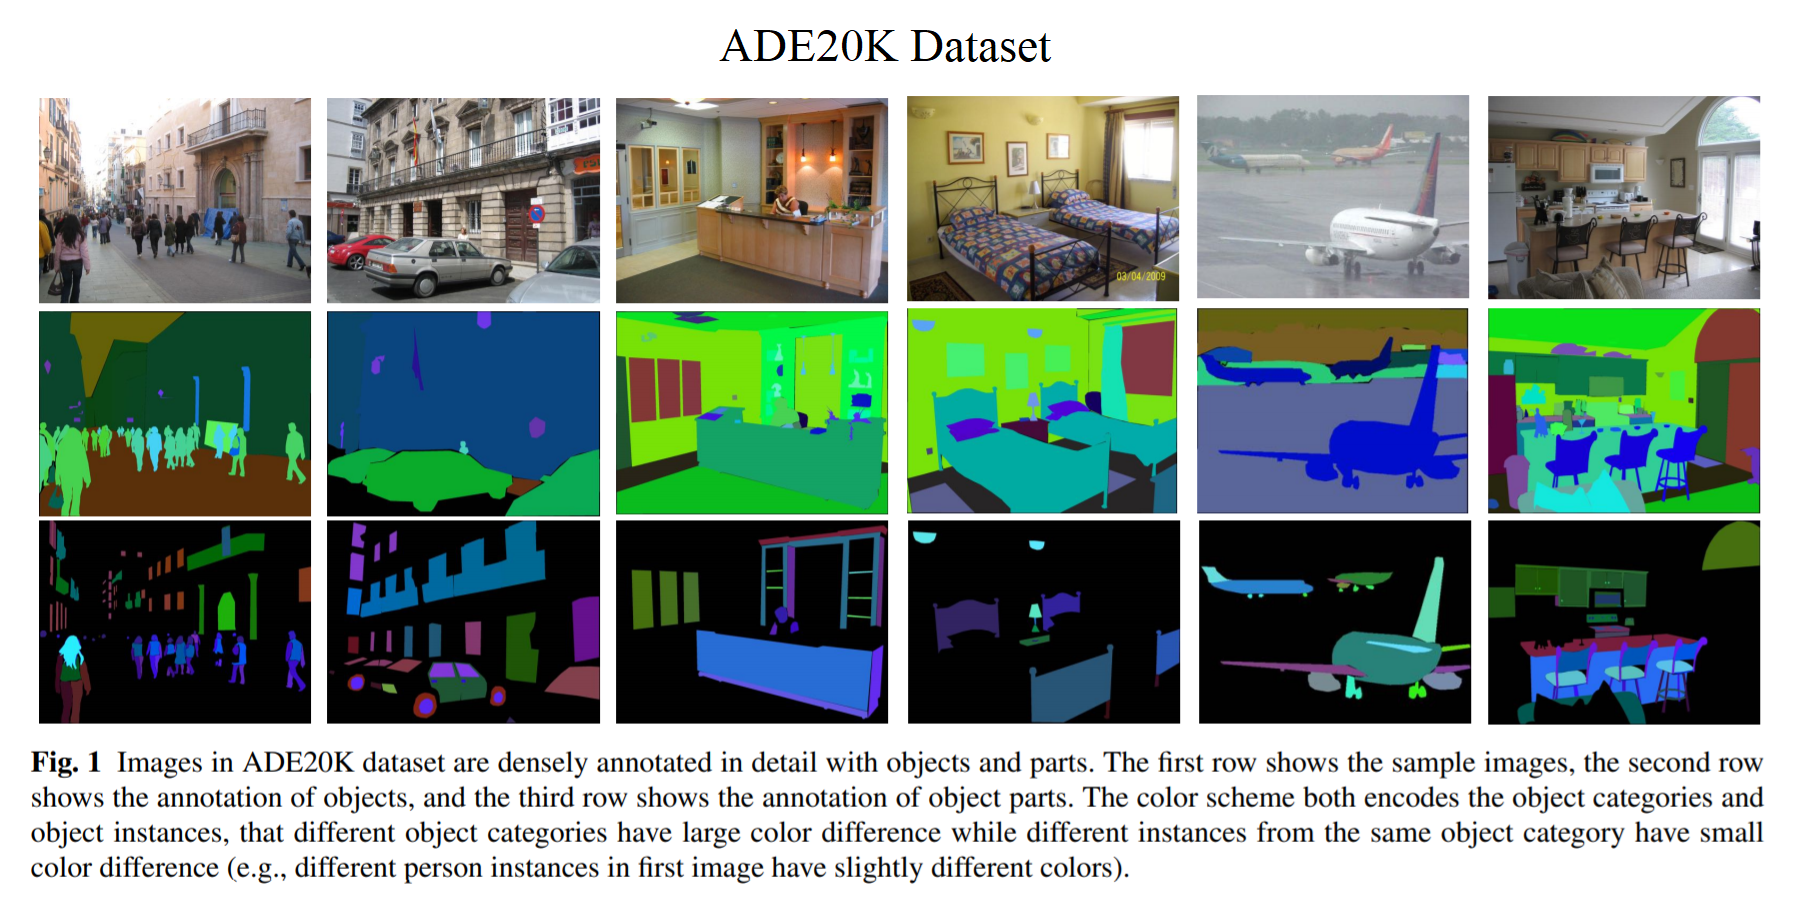 ADE20K Dataset
03/04/2009
Fig. 1 Images in ADE20K dataset are densely annotated in detail with objects and parts. The first row shows the sample images, the second row
shows the annotation of objects, and the third row shows the annotation of object parts. The color scheme both encodes the object categories and
object instances, that different object categories have large color difference while different instances from the same object category have small
color difference (e.g., different person instances in first image have slightly different colors).